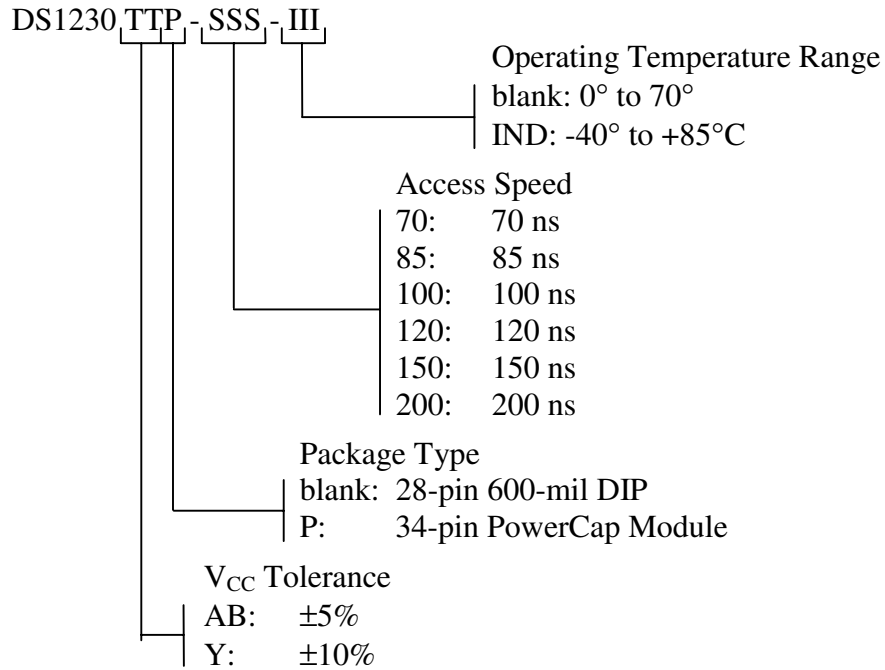 DS1230 TTP - SSS - III
Operating Temperature Range
blank: 0° to 70°
IND: -40° to +85°C
Access Speed
70: 70 ns
85: 85 ns
100: 100 ns
120: 120 ns
150: 150 ns
200: 200 ns
Package Type
blank: 28-pin 600-mil DIP
P: 34-pin PowerCap Module
VCC Tolerance
AB: ±5%
Y: ±10%